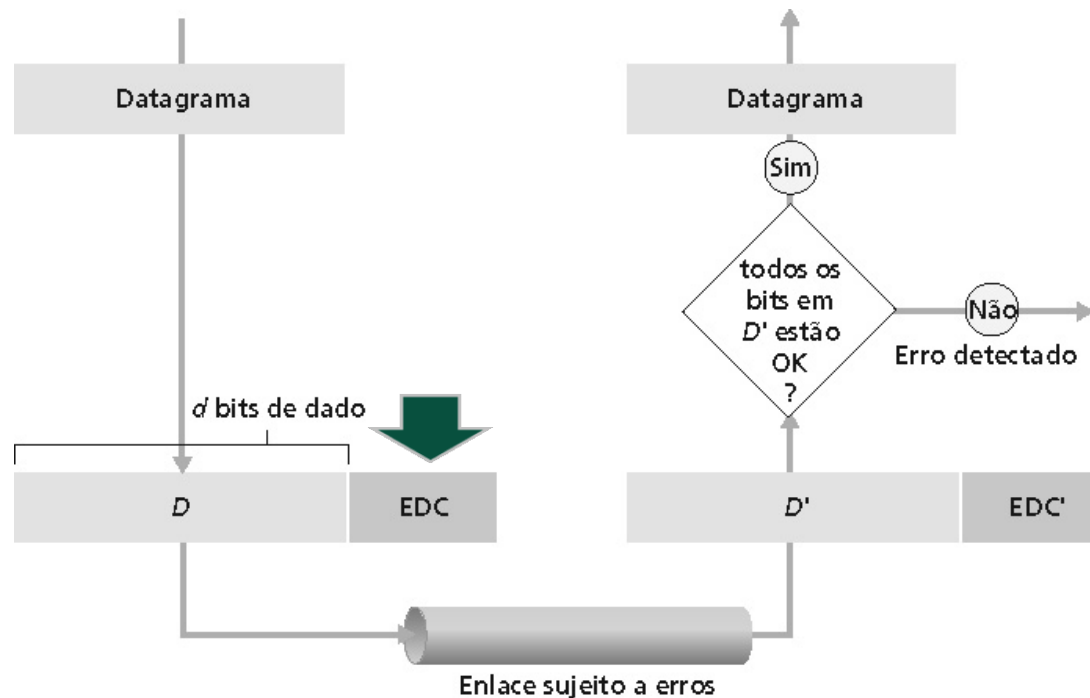 Datagrama
Datagrama
Sim
todos os
bits em
D' estão
OK
?
Não
Erro detectado
d bits de dado
D
EDC
D'
EDC'
Enlace sujeito a erros